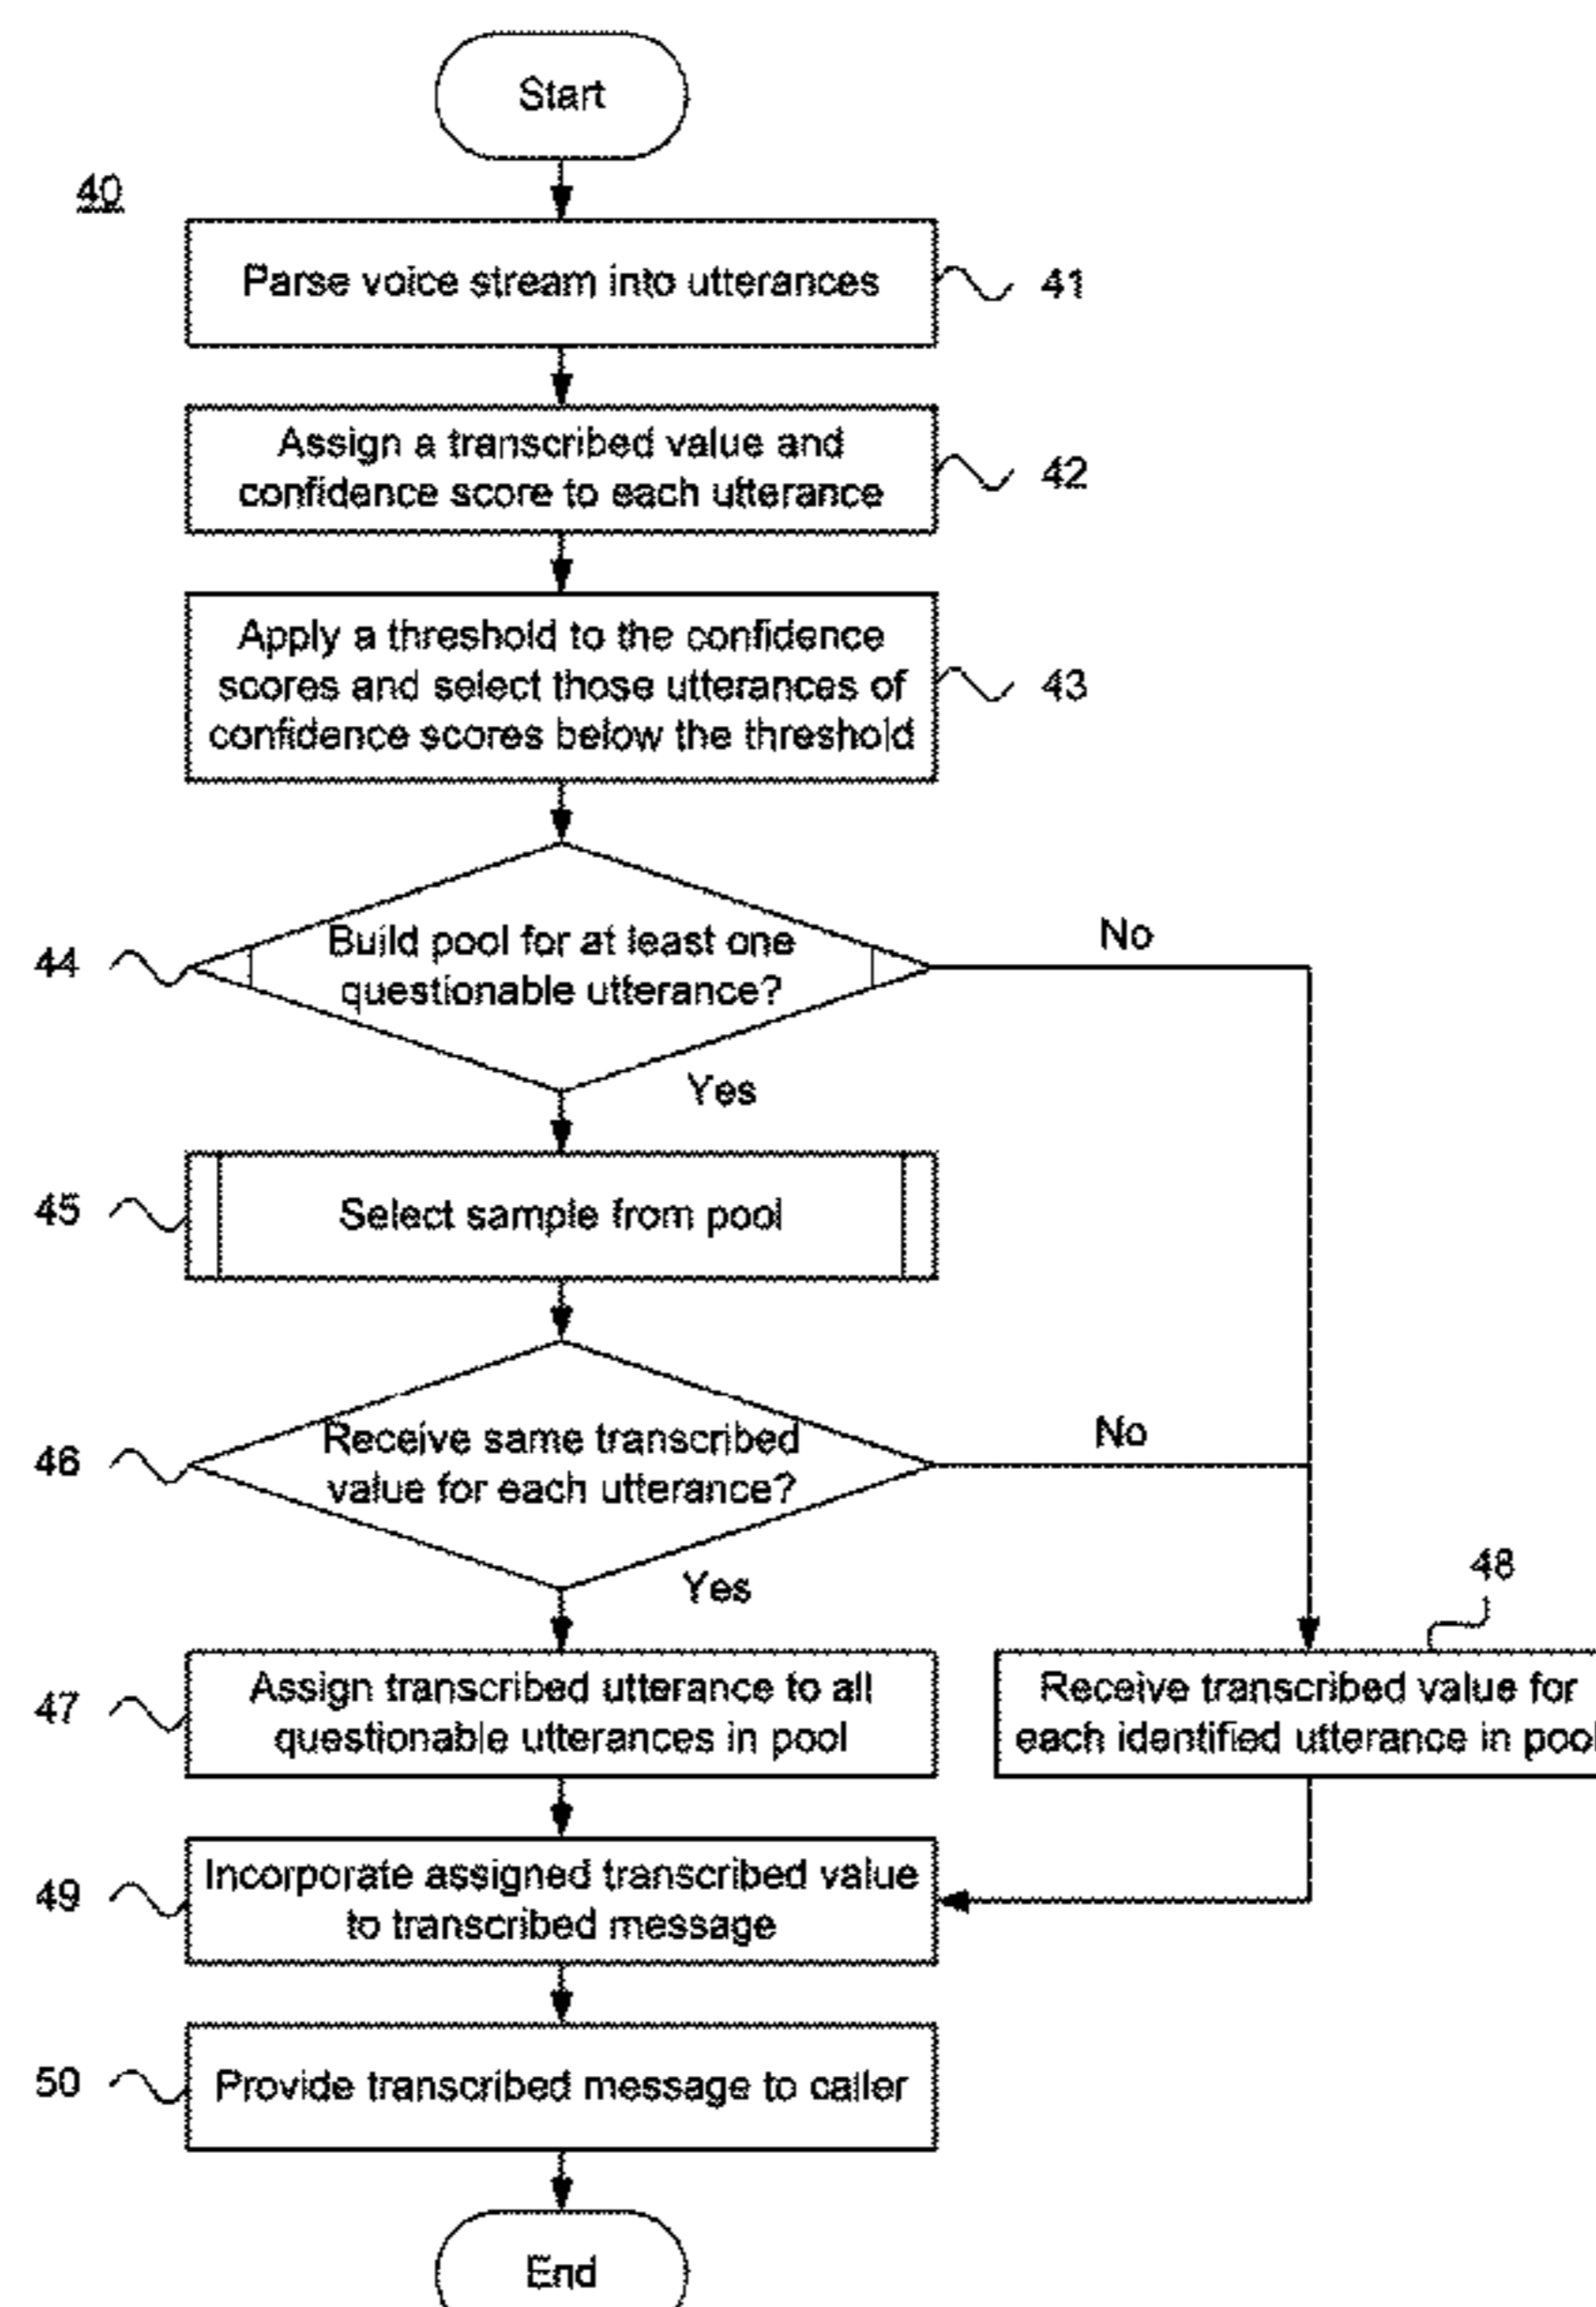 Start
40
Parse voice stream into utterances
41
Assign a transcribed value and
confidence score to each utterance
42
Apply a threshold to the confidence
scores and select those utterances of
confidence scores below the threshold
43
44
Build pool for at least one
questionable utterance?
No
Yes
45
Select sample from pool
46
Receive same transcribed
value for each utterance?
No
Yes
48
47
Assign transcribed utterance to all
questionable utterances in pool
Receive transcribed value for
each identified utterance in pool
49
Incorporate assigned transcribed value
to transcribed message
50
Provide transcribed message to caller
End